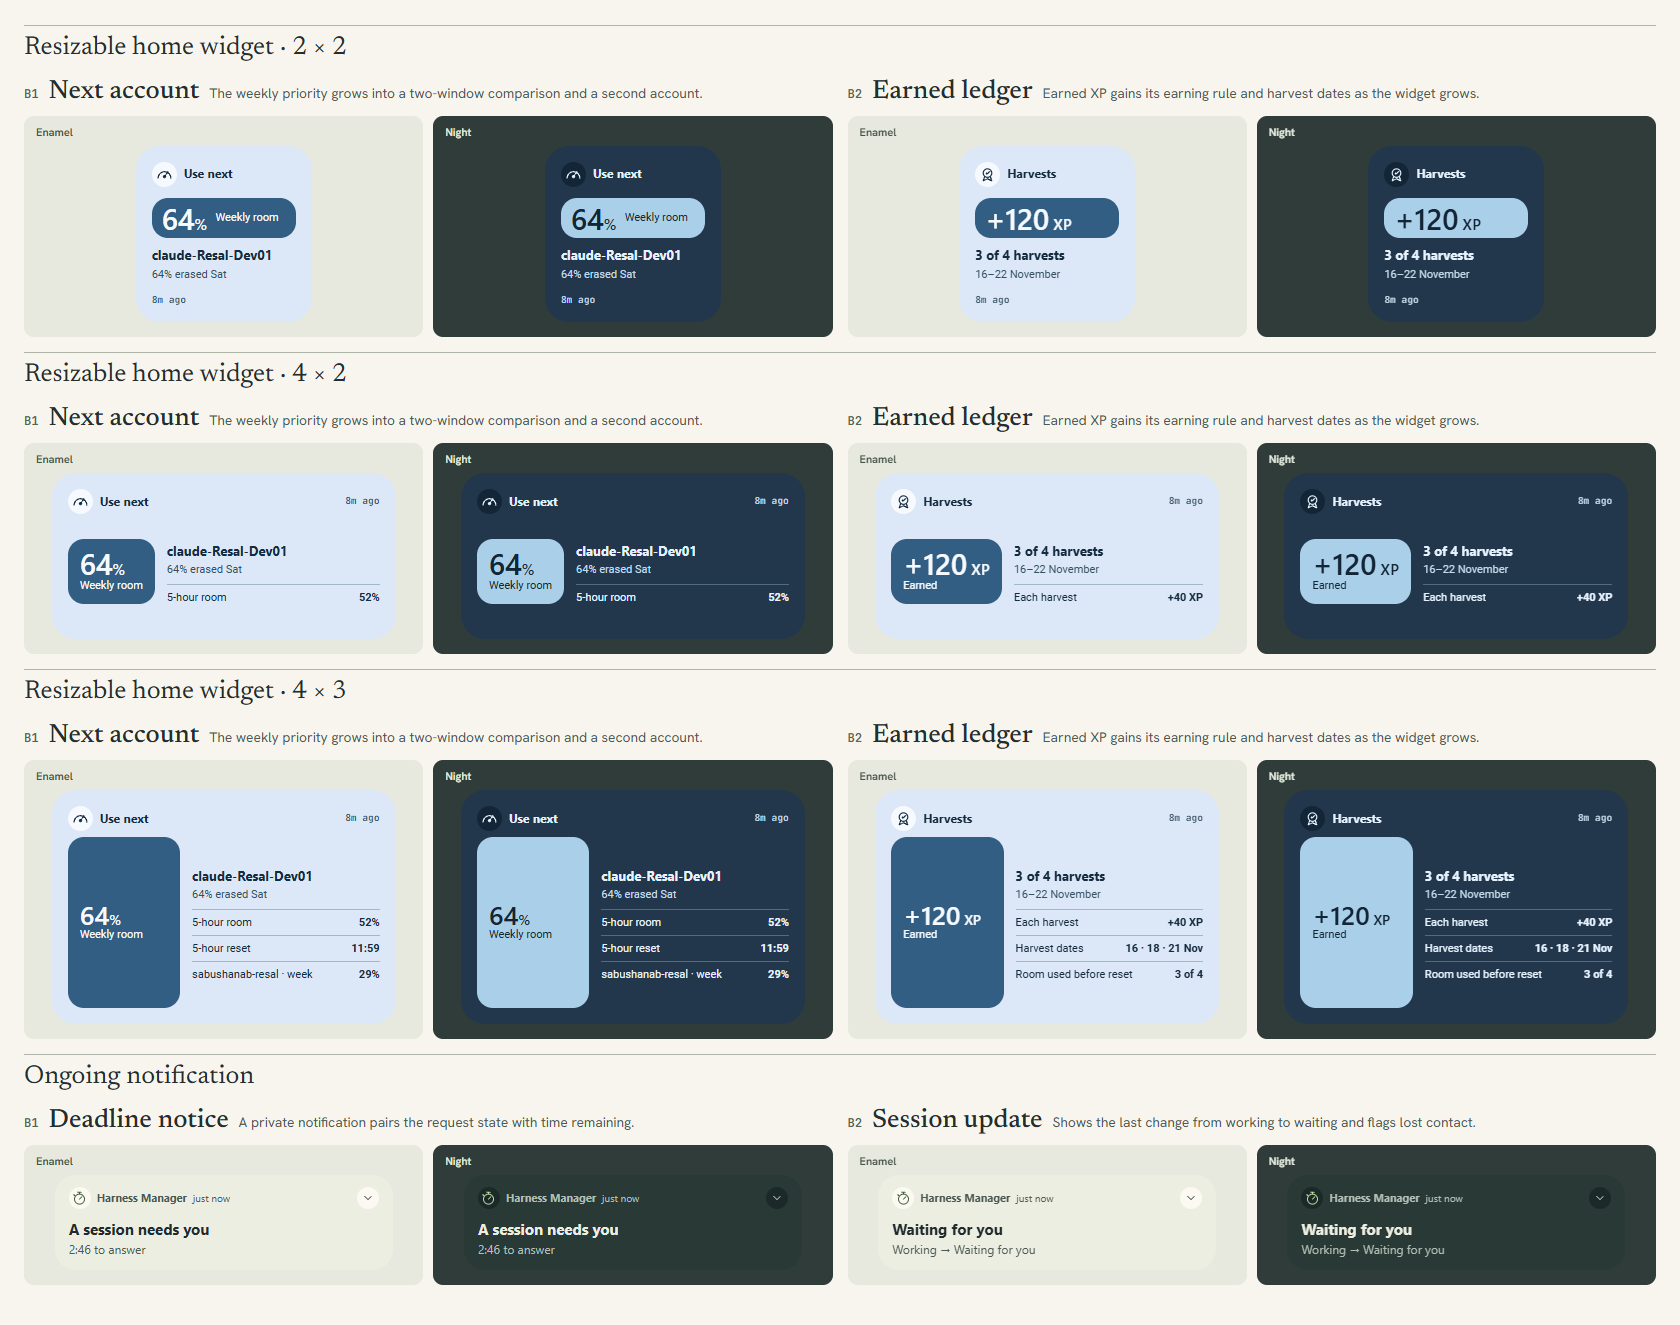 Resizable home widget · 2 × 2
B1 Next account The weekly priority grows into a two-window comparison and a second account.
Enamel
Use next
64% Weekly room
claude-Resal-Dev01
64% erased Sat
8m ago
Night
Use next
64% Weekly room
claude-Resal-Dev01
64% erased Sat
8m ago
B2 Earned ledger Earned XP gains its earning rule and harvest dates as the widget grows.
Enamel
Harvests
+120 XP
3 of 4 harvests
16–22 November
8m ago
Night
Harvests
+120 XP
3 of 4 harvests
16–22 November
8m ago
Resizable home widget · 4 × 2
B1 Next account The weekly priority grows into a two-window comparison and a second account.
Enamel
Use next 8m ago
64%
Weekly room
claude-Resal-Dev01
64% erased Sat
5-hour room 52%
Night
Use next 8m ago
64%
Weekly room
claude-Resal-Dev01
64% erased Sat
5-hour room 52%
B2 Earned ledger Earned XP gains its earning rule and harvest dates as the widget grows.
Enamel
Harvests 8m ago
+120 XP
Earned
3 of 4 harvests
16–22 November
Each harvest +40 XP
Night
Harvests 8m ago
+120 XP
Earned
3 of 4 harvests
16–22 November
Each harvest +40 XP
Resizable home widget · 4 × 3
B1 Next account The weekly priority grows into a two-window comparison and a second account.
Enamel
Use next 8m ago
64%
Weekly room
claude-Resal-Dev01
64% erased Sat
5-hour room 52%
5-hour reset 11:59
sabushanab-resal · week 29%
Night
Use next 8m ago
64%
Weekly room
claude-Resal-Dev01
64% erased Sat
5-hour room 52%
5-hour reset 11:59
sabushanab-resal · week 29%
B2 Earned ledger Earned XP gains its earning rule and harvest dates as the widget grows.
Enamel
Harvests 8m ago
+120 XP
Earned
3 of 4 harvests
16–22 November
Each harvest +40 XP
Harvest dates 16 · 18 · 21 Nov
Room used before reset 3 of 4
Night
Harvests 8m ago
+120 XP
Earned
3 of 4 harvests
16–22 November
Each harvest +40 XP
Harvest dates 16 · 18 · 21 Nov
Room used before reset 3 of 4
Ongoing notification
B1 Deadline notice A private notification pairs the request state with time remaining.
Enamel
Harness Manager just now
A session needs you
2:46 to answer
Night
Harness Manager just now
A session needs you
2:46 to answer
B2 Session update Shows the last change from working to waiting and flags lost contact.
Enamel
Harness Manager just now
Waiting for you
Working → Waiting for you
Night
Harness Manager just now
Waiting for you
Working → Waiting for you